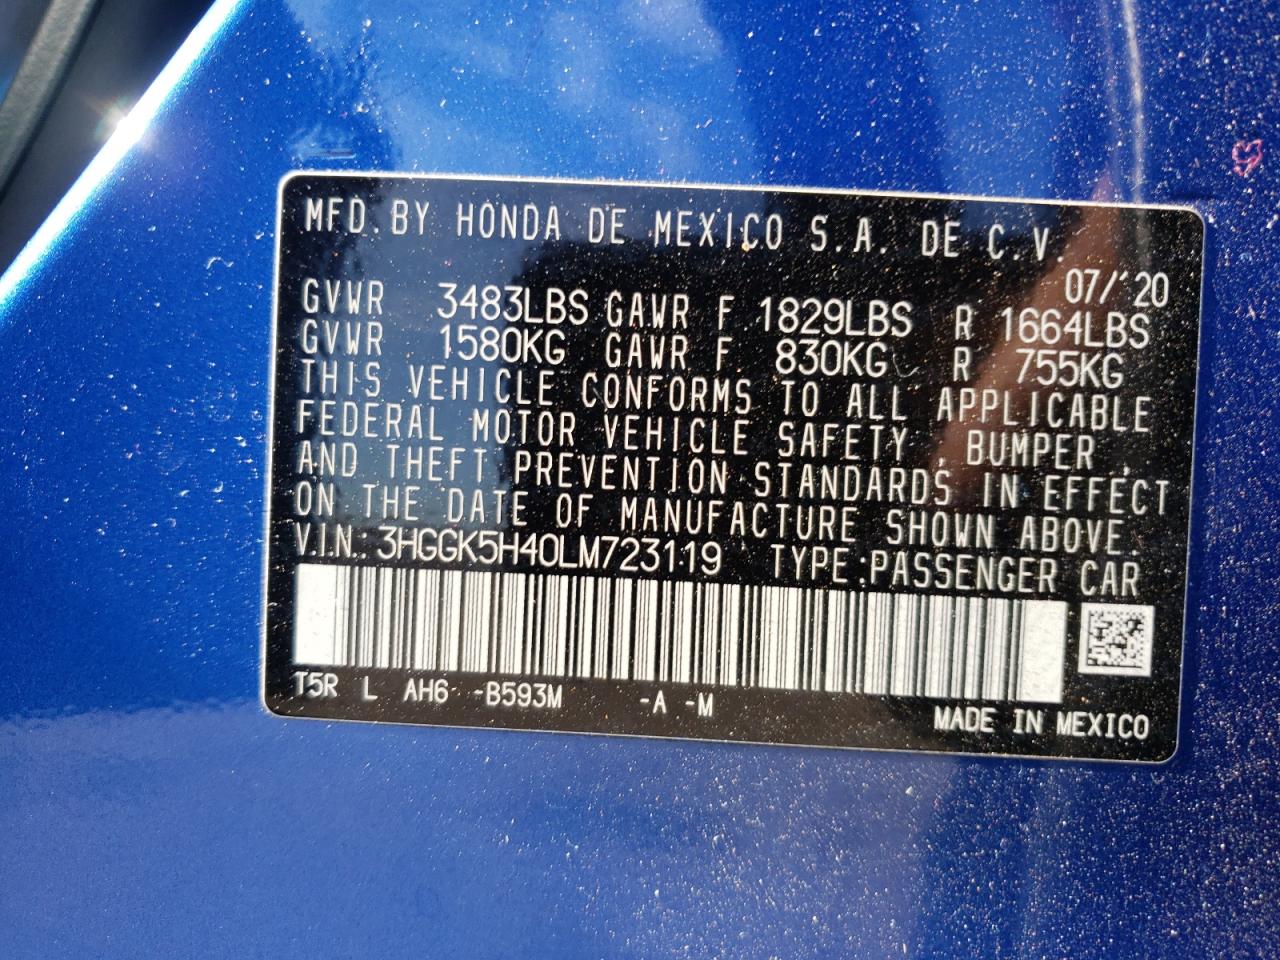 MFD. BY HONDA DE MEXICO S.A. DE C.V.
07/'20
GVWR 3483LBS GAWR F 1829LBS R 1664LBS
GVWR 1580KG GAWR F 830KG R 755KG
THIS VEHICLE CONFORMS TO ALL APPLICABLE
FEDERAL MOTOR VEHICLE SAFETY , BUMPER ,
AND THEFT PREVENTION STANDARDS IN EFFECT
ON THE DATE OF MANUFACTURE SHOWN ABOVE.
V.I.N.: 3HGGK5H40LM723119 TYPE:PASSENGER CAR
T5R L AH6 -B593M -A -M
MADE IN MEXICO